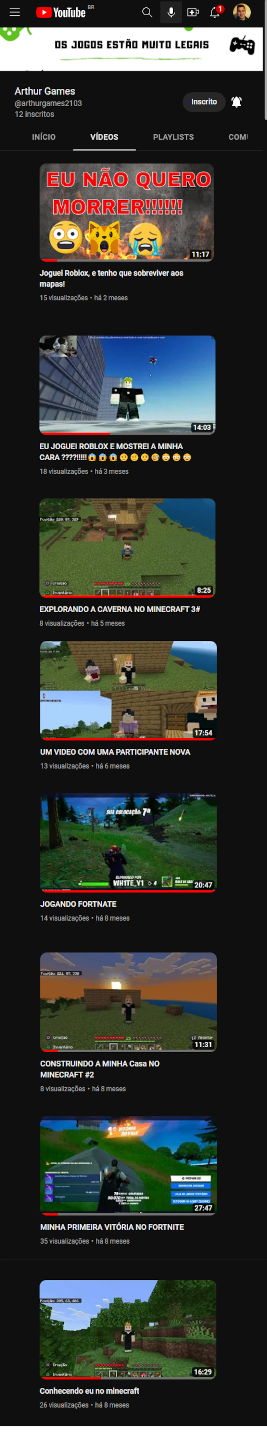 YouTube BR
1
OS JOGOS ESTÃO MUITO LEGAIS
Arthur Games
@arthurgames2103
12 inscritos
Inscrito
INÍCIO VÍDEOS PLAYLISTS COMU
EU NÃO QUERO
MORRER!!!!!!
11:17
Joguei Roblox, e tenho que sobreviver aos
mapas!
15 visualizações • há 2 meses
14:03
EU JOGUEI ROBLOX E MOSTREI A MINHA
CARA ????!!!!!
18 visualizações • há 3 meses
8:25
EXPLORANDO A CAVERNA NO MINECRAFT 3#
8 visualizações • há 5 meses
17:54
UM VIDEO COM UMA PARTICIPANTE NOVA
13 visualizações • há 6 meses
SUA COLOCAÇÃO: 7º
WH1TE_Y1
20:47
JOGANDO FORTNATE
14 visualizações • há 8 meses
11:31
CONSTRUINDO A MINHA Casa NO
MINECRAFT #2
8 visualizações • há 8 meses
27:47
MINHA PRIMEIRA VITÓRIA NO FORTNITE
35 visualizações • há 8 meses
16:29
Conhecendo eu no minecraft
26 visualizações • há 8 meses